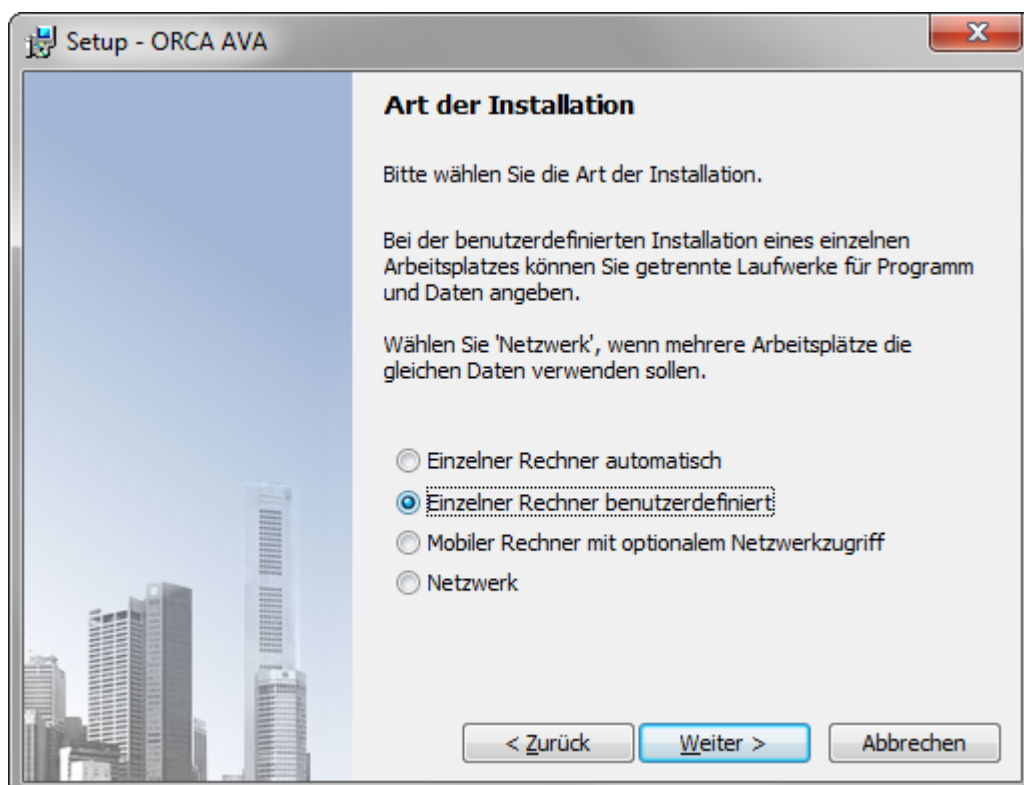 Setup - ORCA AVA
Art der Installation
Bitte wählen Sie die Art der Installation.
Bei der benutzerdefinierten Installation eines einzelnen
Arbeitsplatzes können Sie getrennte Laufwerke für Programm
und Daten angeben.
Wählen Sie 'Netzwerk', wenn mehrere Arbeitsplätze die
gleichen Daten verwenden sollen.
Einzelner Rechner automatisch
Einzelner Rechner benutzerdefiniert
Mobiler Rechner mit optionalem Netzwerkzugriff
Netzwerk
< Zurück Weiter > Abbrechen